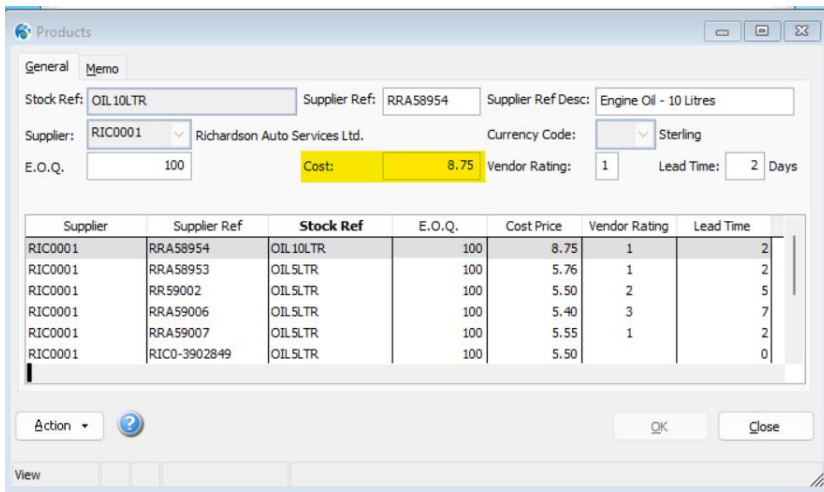 Products
General Memo
Stock Ref: OIL10LTR Supplier Ref: RRA58954 Supplier Ref Desc: Engine Oil - 10 Litres
Supplier: RIC0001 Richardson Auto Services Ltd. Currency Code: Sterling
E.O.Q. 100 Cost: 8.75 Vendor Rating: 1 Lead Time: 2 Days
Supplier Supplier Ref Stock Ref E.O.Q. Cost Price Vendor Rating Lead Time
RIC0001 RRA58954 OIL10LTR 100 8.75 1 2
RIC0001 RRA58953 OIL5LTR 100 5.76 1 2
RIC0001 RR59002 OIL5LTR 100 5.50 2 5
RIC0001 RRA59006 OIL5LTR 100 5.40 3 7
RIC0001 RRA59007 OIL5LTR 100 5.55 1 2
RIC0001 RIC0-3902849 OIL5LTR 100 5.50 0
Action OK Close
View